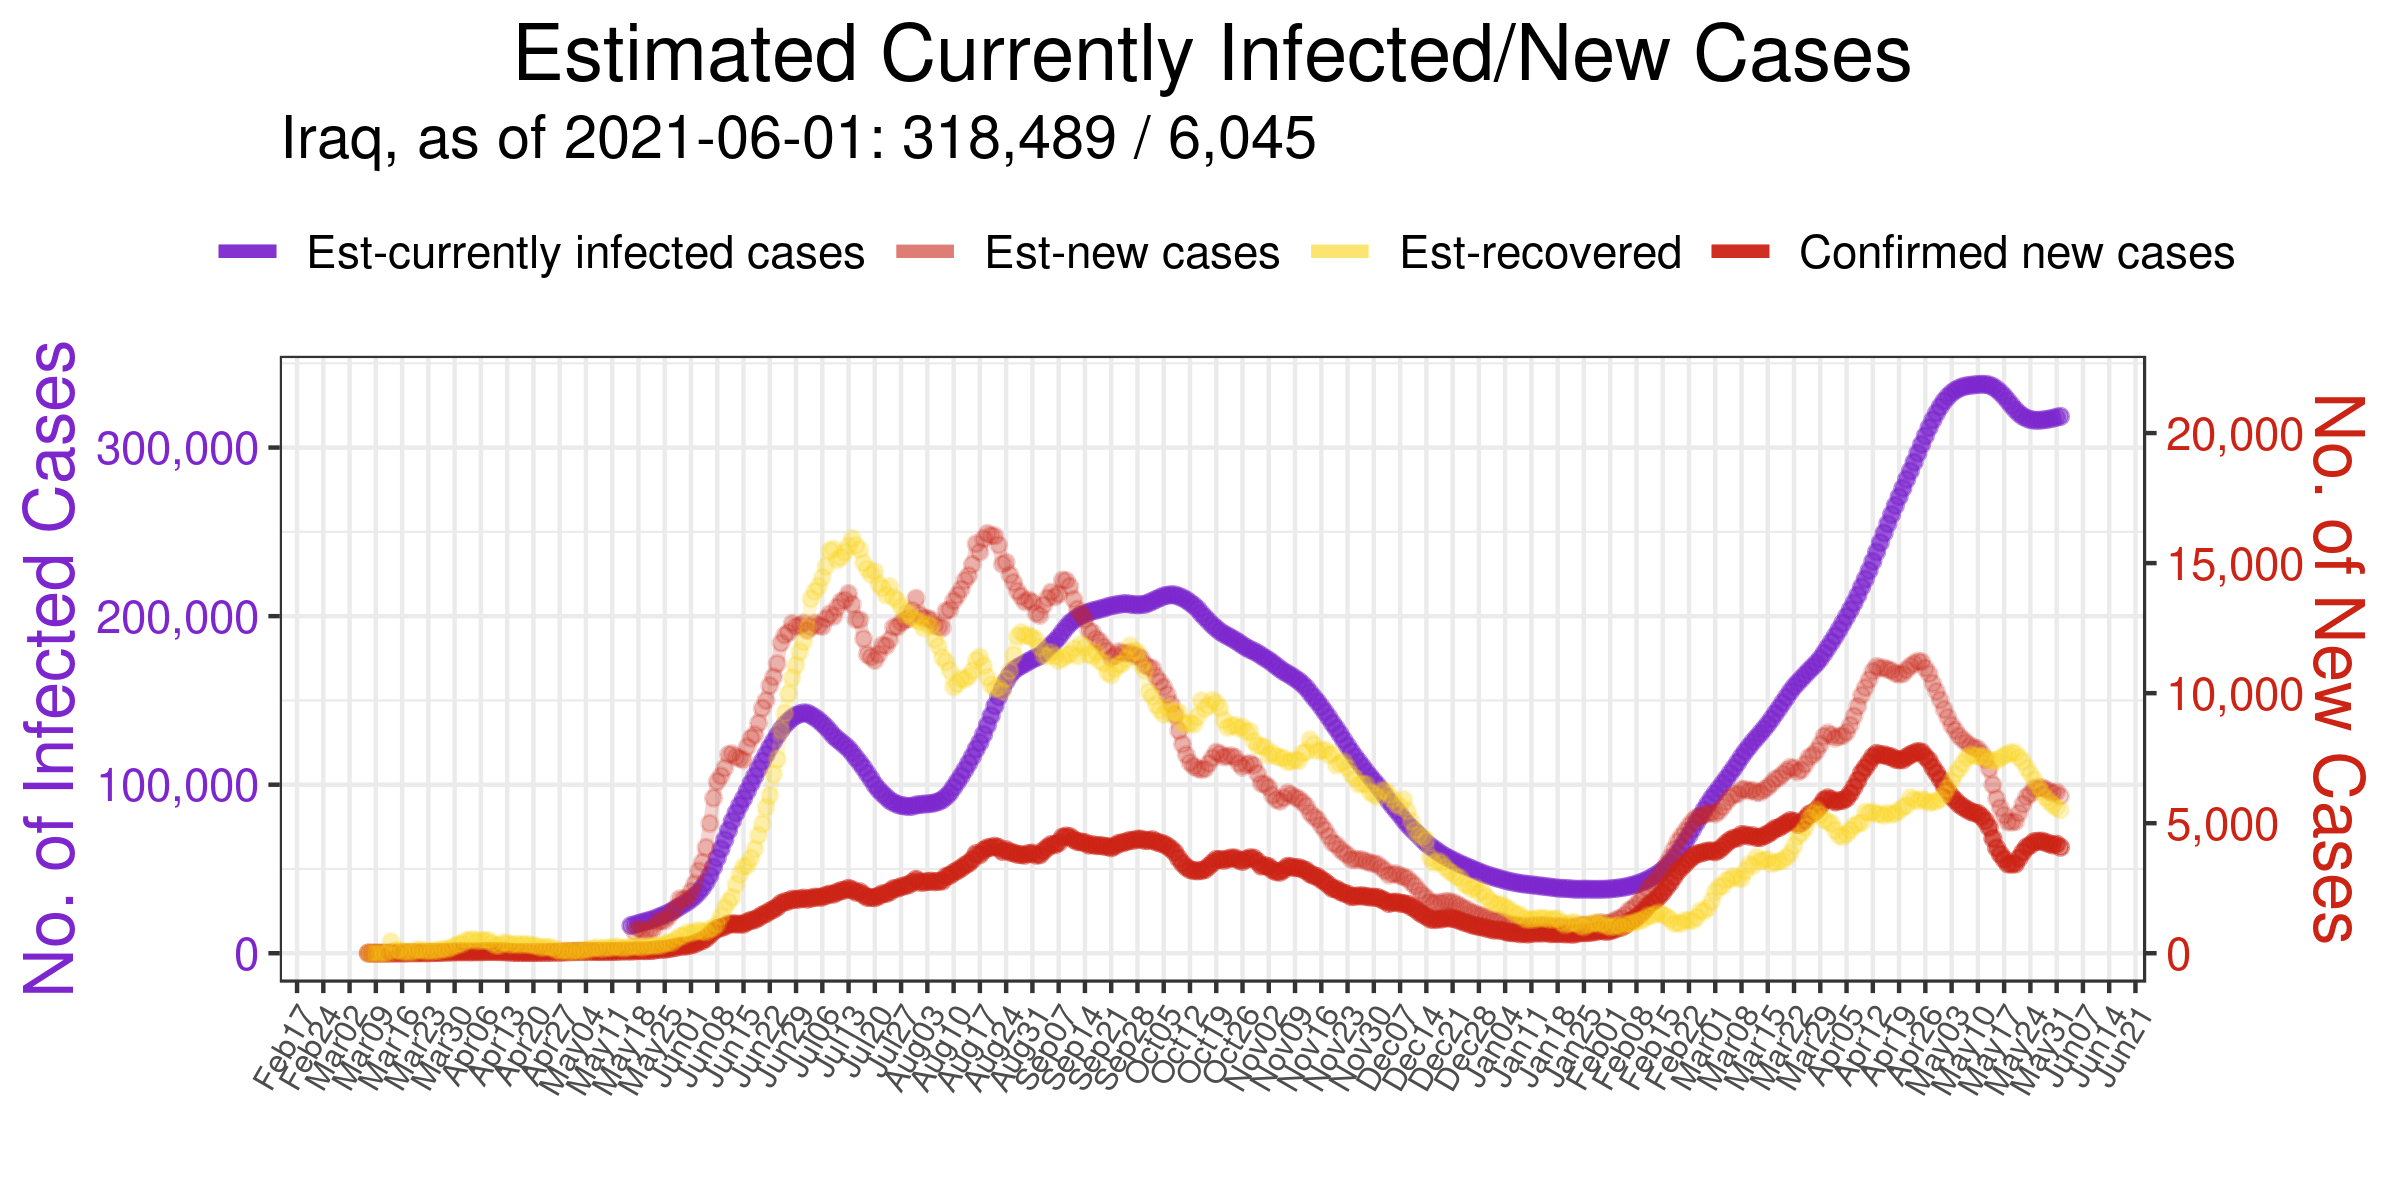 Estimated Currently Infected/New Cases
Iraq, as of 2021-06-01: 318,489 / 6,045
Est-currently infected cases Est-new cases Est-recovered Confirmed new cases
No. of Infected Cases
300,000
200,000
100,000
0
20,000
15,000
10,000
5,000
0
No. of New Cases
Feb17 Feb24 Mar02 Mar09 Mar16 Mar23 Mar30 Apr06 Apr13 Apr20 Apr27 May04 May11 May18 May25 Jun01 Jun08 Jun15 Jun22 Jun29 Jul06 Jul13 Jul20 Jul27 Aug03 Aug10 Aug17 Aug24 Aug31 Sep07 Sep14 Sep21 Sep28 Oct05 Oct12 Oct19 Oct26 Nov02 Nov09 Nov16 Nov23 Nov30 Dec07 Dec14 Dec21 Dec28 Jan04 Jan11 Jan18 Jan25 Feb01 Feb08 Feb15 Feb22 Mar01 Mar08 Mar15 Mar22 Mar29 Apr05 Apr12 Apr19 Apr26 May03 May10 May17 May24 May31 Jun07 Jun14 Jun21